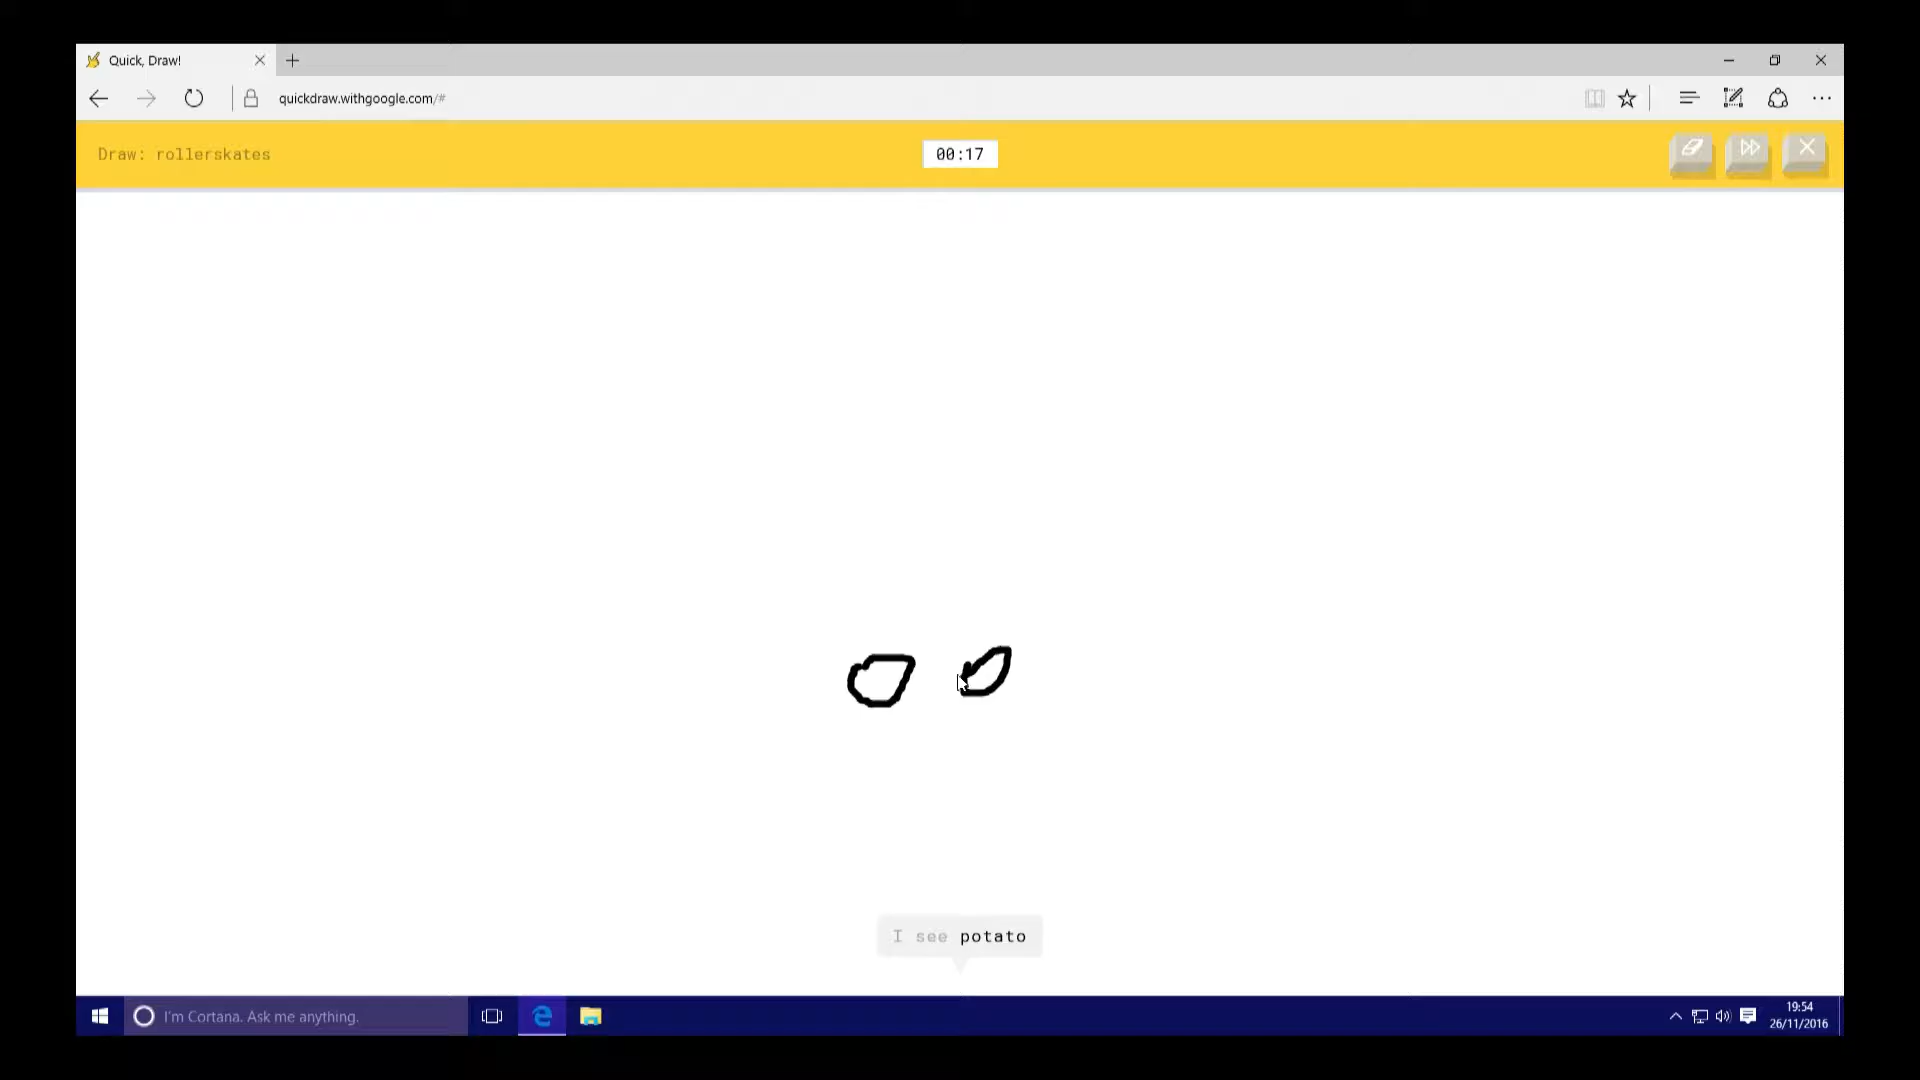 Quick, Draw!
quickdraw.withgoogle.com/#
Draw: rollerskates
00:17
I see potato
I'm Cortana. Ask me anything.
19:54
26/11/2016